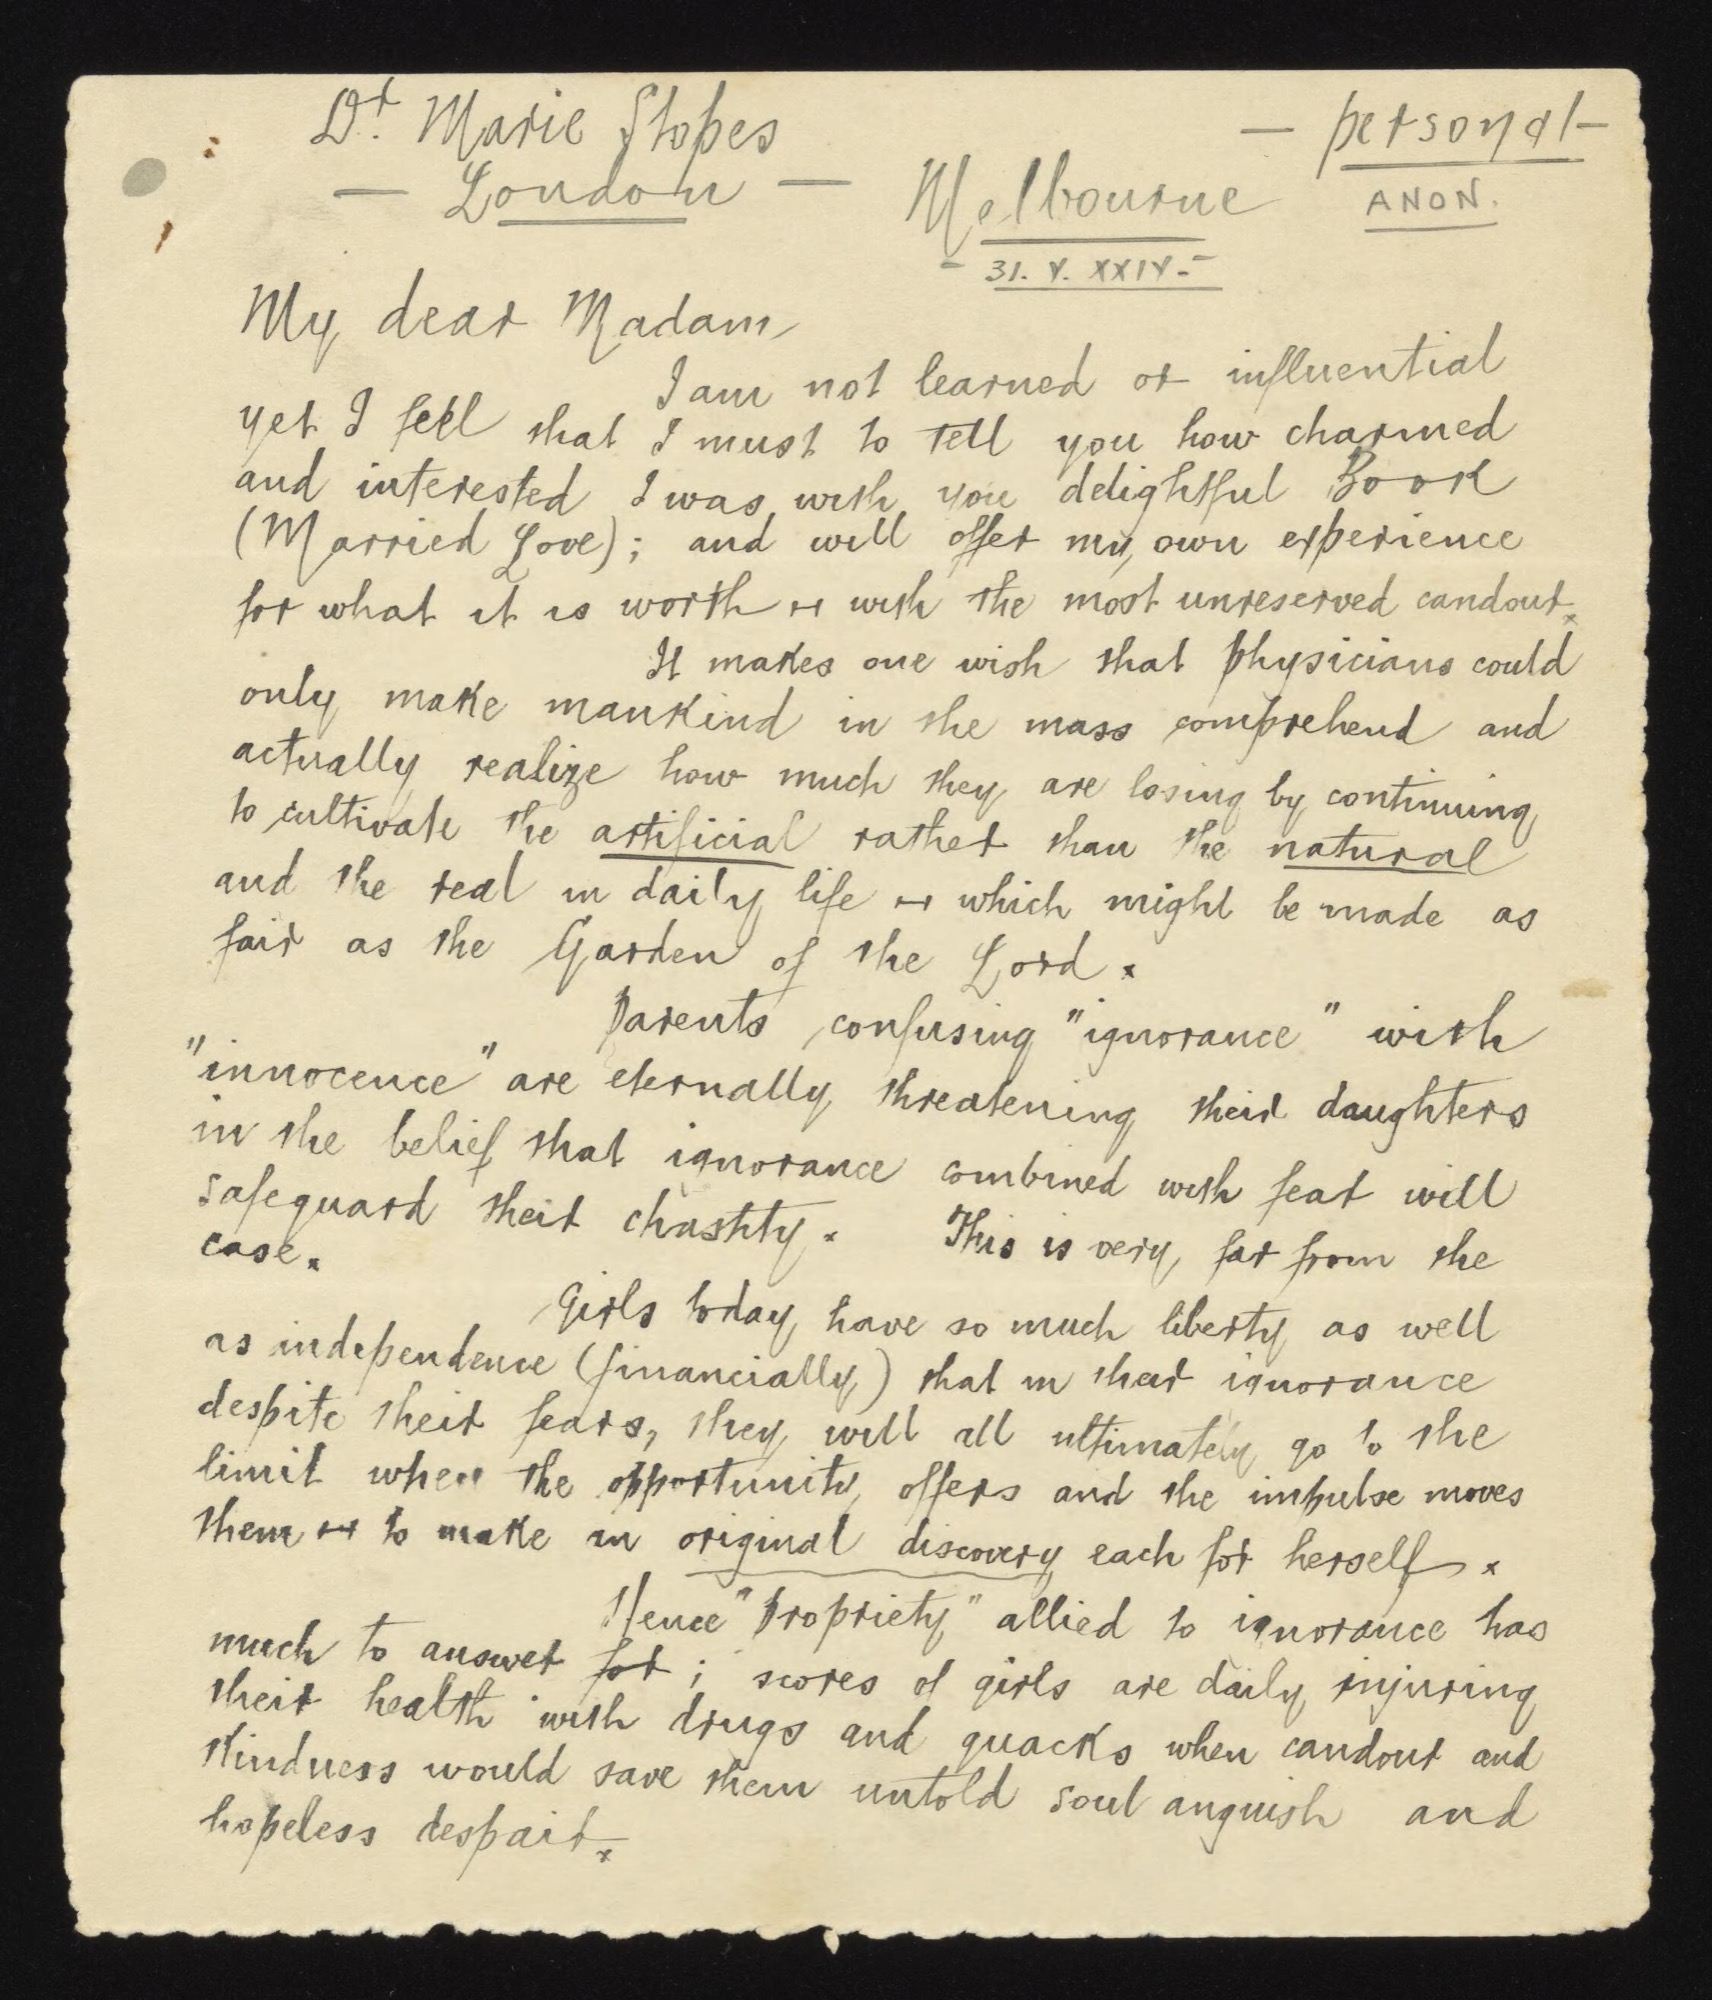 Dr. Marie Stopes
— London —
— personal —
ANON.
Melbourne
- 31. V. XXIV. -
My dear Madam,
I am not learned or influential
yet I feel that I must to tell you how charmed
and interested I was with you delightful Book
(Married Love); and will offer my own experience
for what it is worth — with the most unreserved candour.
It makes one wish that physicians could
only make mankind in the mass comprehend and
actually realize how much they are losing by continuing
to cultivate the artificial rather than the natural
and the real in daily life — which might be made as
fair as the Garden of the Lord.
Parents confusing "ignorance" with
"innocence" are eternally threatening their daughters
in the belief that ignorance combined with fear will
safeguard their chastity. This is very far from the
case.
Girls today have so much liberty as well
as independence (financially) that in their ignorance
despite their fears, they will all ultimately go to the
limit when the opportunity offers and the impulse moves
them — to make an original discovery each for herself.
Hence "propriety" allied to ignorance has
much to answer for; scores of girls are daily injuring
their health with drugs and quacks when candour and
kindness would save them untold soul anguish and
hopeless despair.